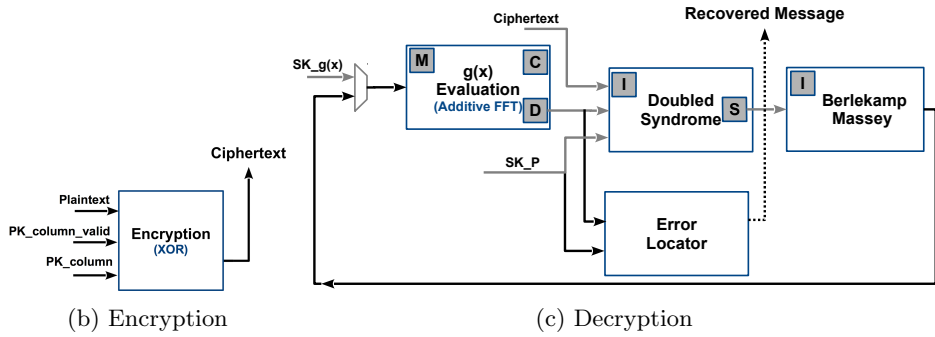 Ciphertext
Plaintext
PK_column_valid
PK_column
Encryption
(XOR)
(b) Encryption
Recovered Message
Ciphertext
SK_g(x)
M
C
g(x)
Evaluation
(Additive FFT)
D
I
Doubled
Syndrome
S
I
Berlekamp
Massey
SK_P
Error
Locator
(c) Decryption